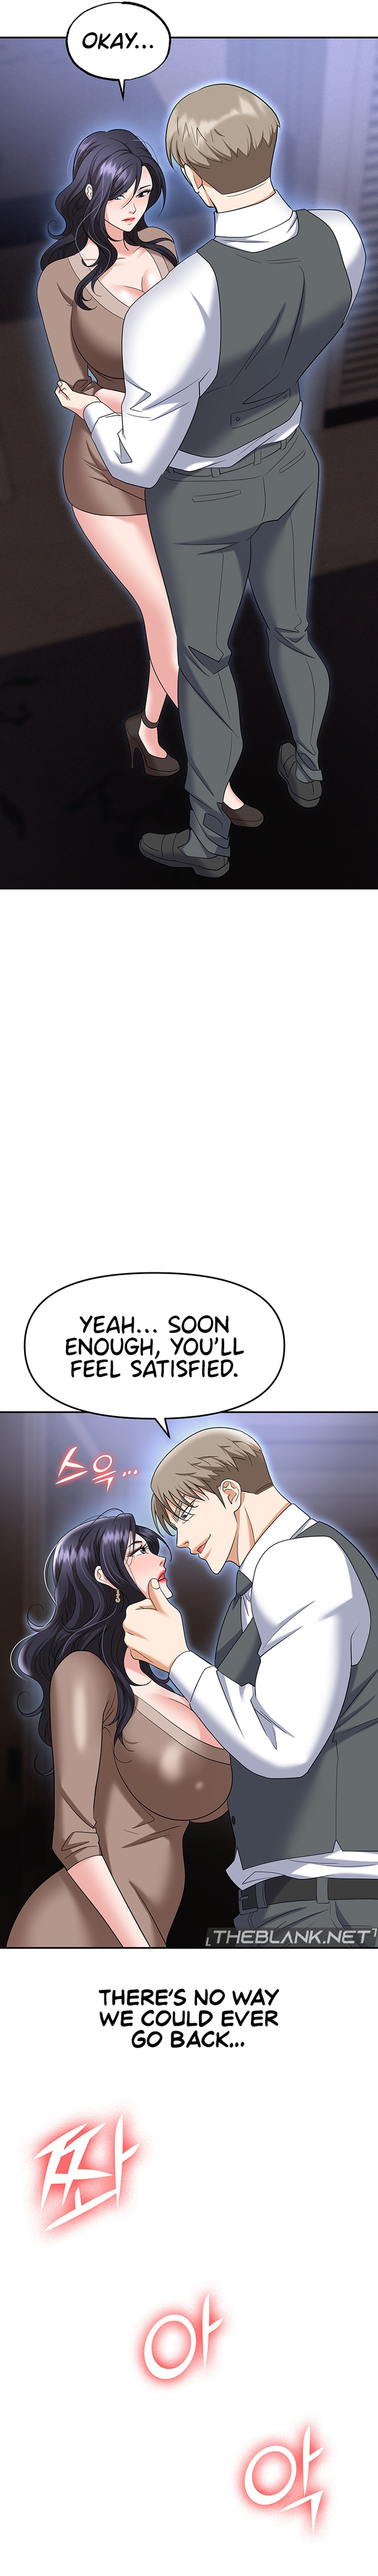 OKAY...
YEAH... SOON
ENOUGH, YOU'LL
FEEL SATISFIED.
스윽...
THEBLANK.NET
THERE'S NO WAY
WE COULD EVER
GO BACK...
쫘
아
악